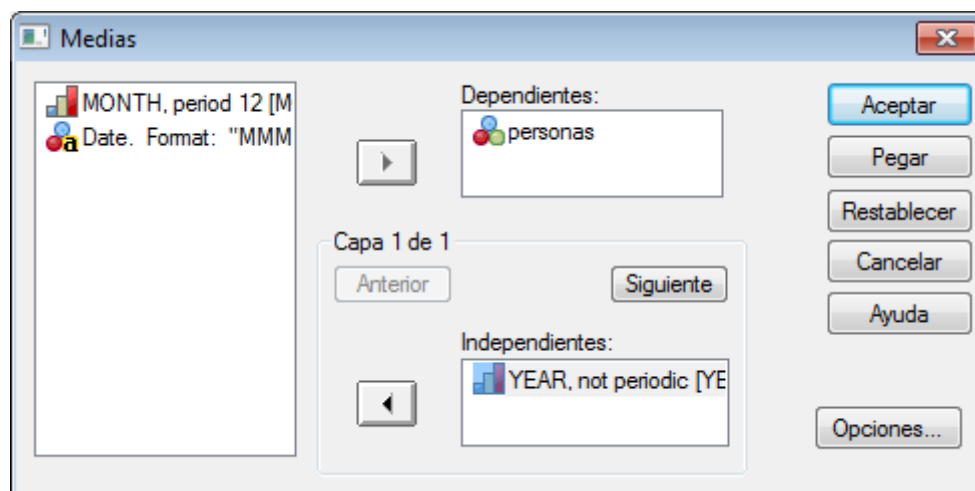 Medias
MONTH, period 12 [M
Date. Format: "MMM
Dependientes:
personas
Capa 1 de 1
Anterior
Siguiente
Independientes:
YEAR, not periodic [YE
Aceptar
Pegar
Restablecer
Cancelar
Ayuda
Opciones...